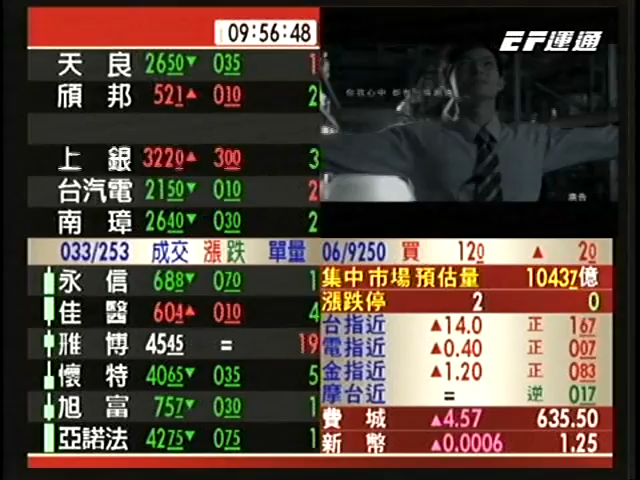 09:56:48
EF運通
天良 2650▼ 035 1
頎邦 521▲ 010 2
上銀 3220▲ 300 3
台汽電 2150▼ 010 2
南璋 2640▼ 030 2
廣告
033/253 成交 漲跌 單量 06/9250 買 120 ▲ 20
永信 688▼ 070 1
佳醫 604▲ 010 4
雅博 4545 = 19
懷特 4065▼ 035 5
旭富 757▼ 030 1
亞諾法 4275▼ 075 1
集中市場預估量 10437億
漲跌停 2 0
台指近 ▲14.0 正 167
電指近 ▲0.40 正 007
金指近 ▲1.20 正 083
摩台近 = 逆 017
費城 ▲4.57 635.50
新幣 ▲0.0006 1.25